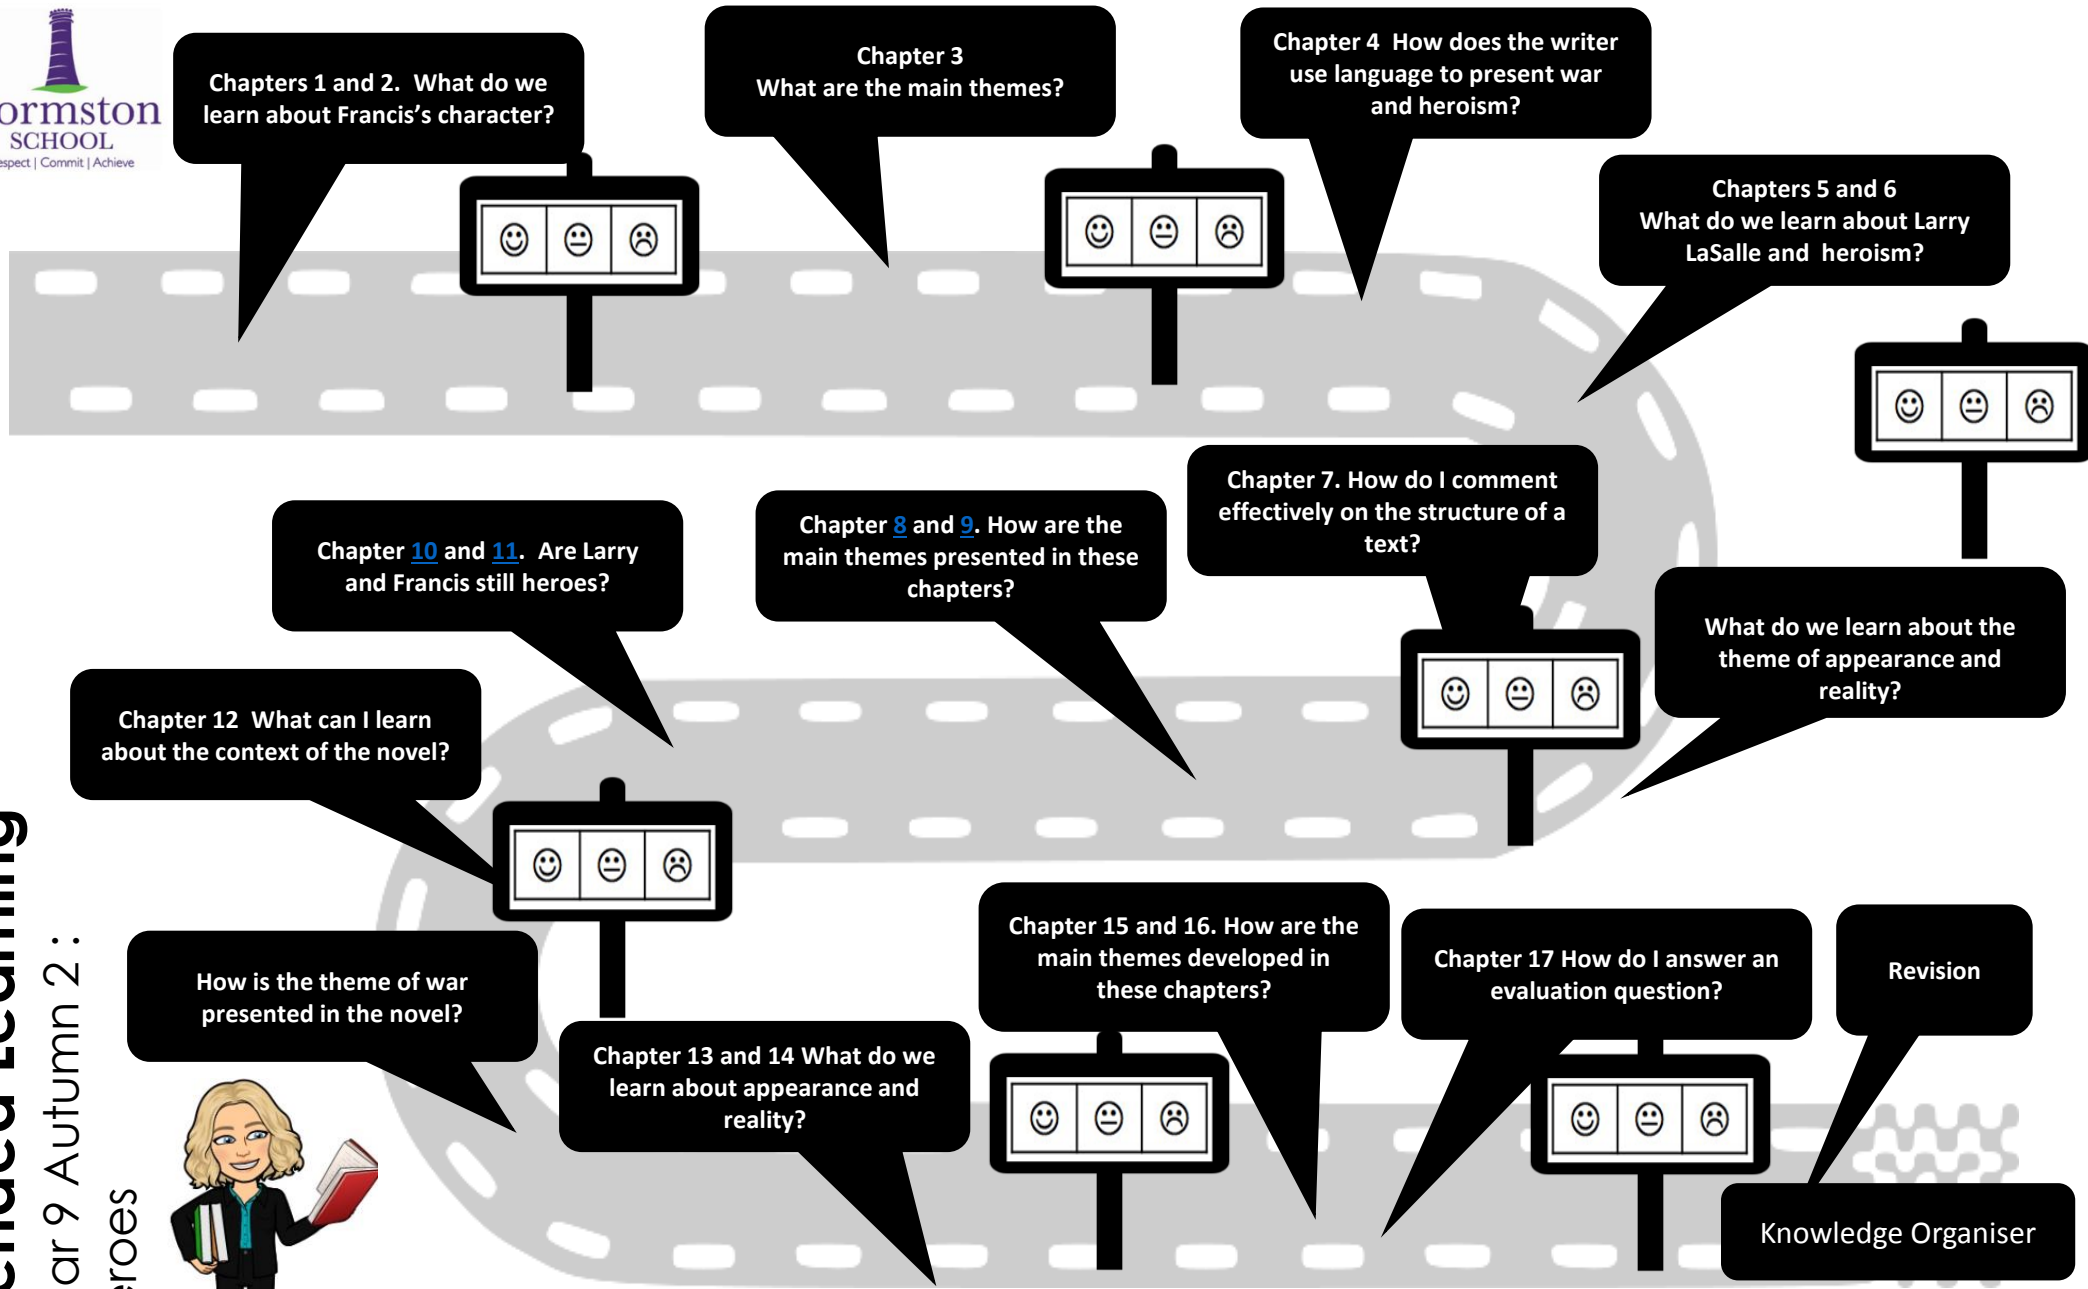 ormston
SCHOOL
espect | Commit | Achieve
Chapters 1 and 2.  What do we
learn about Francis's character?
Chapter 3
What are the main themes?
Chapter 4  How does the writer
use language to present war
and heroism?
Chapters 5 and 6
What do we learn about Larry
LaSalle and  heroism?
Chapter 7. How do I comment
effectively on the structure of a
text?
What do we learn about the
theme of appearance and
reality?
Chapter 8 and 9. How are the
main themes presented in these
chapters?
Chapter 10 and 11.  Are Larry
and Francis still heroes?
Chapter 12  What can I learn
about the context of the novel?
How is the theme of war
presented in the novel?
Chapter 13 and 14 What do we
learn about appearance and
reality?
Chapter 15 and 16. How are the
main themes developed in
these chapters?
Chapter 17 How do I answer an
evaluation question?
Revision
Knowledge Organiser
ended Learning
ar 9 Autumn 2 :
eroes